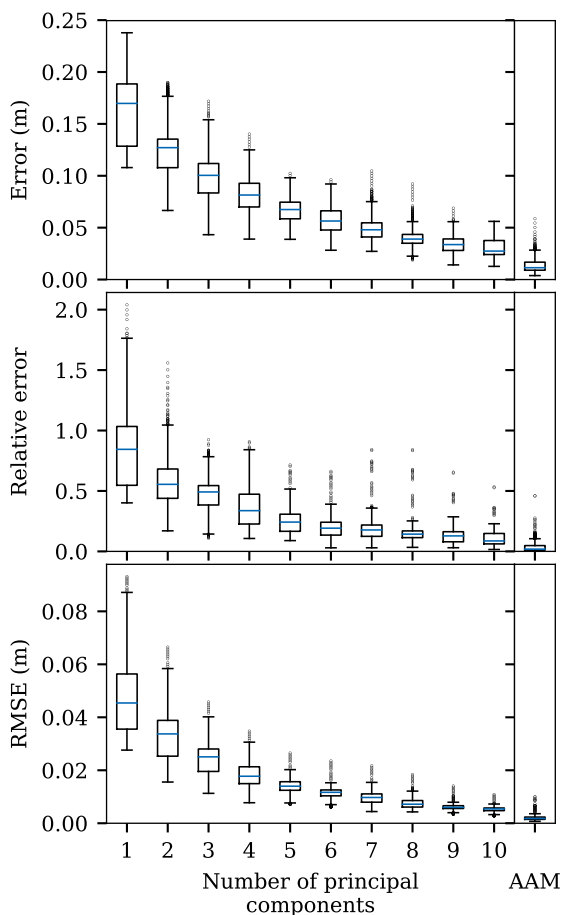 0.25
0.20
0.15
0.10
0.05
0.00
Error (m)
2.0
1.5
1.0
0.5
0.0
Relative error
0.08
0.06
0.04
0.02
0.00
RMSE (m)
1 2 3 4 5 6 7 8 9 10
Number of principal
components
AAM